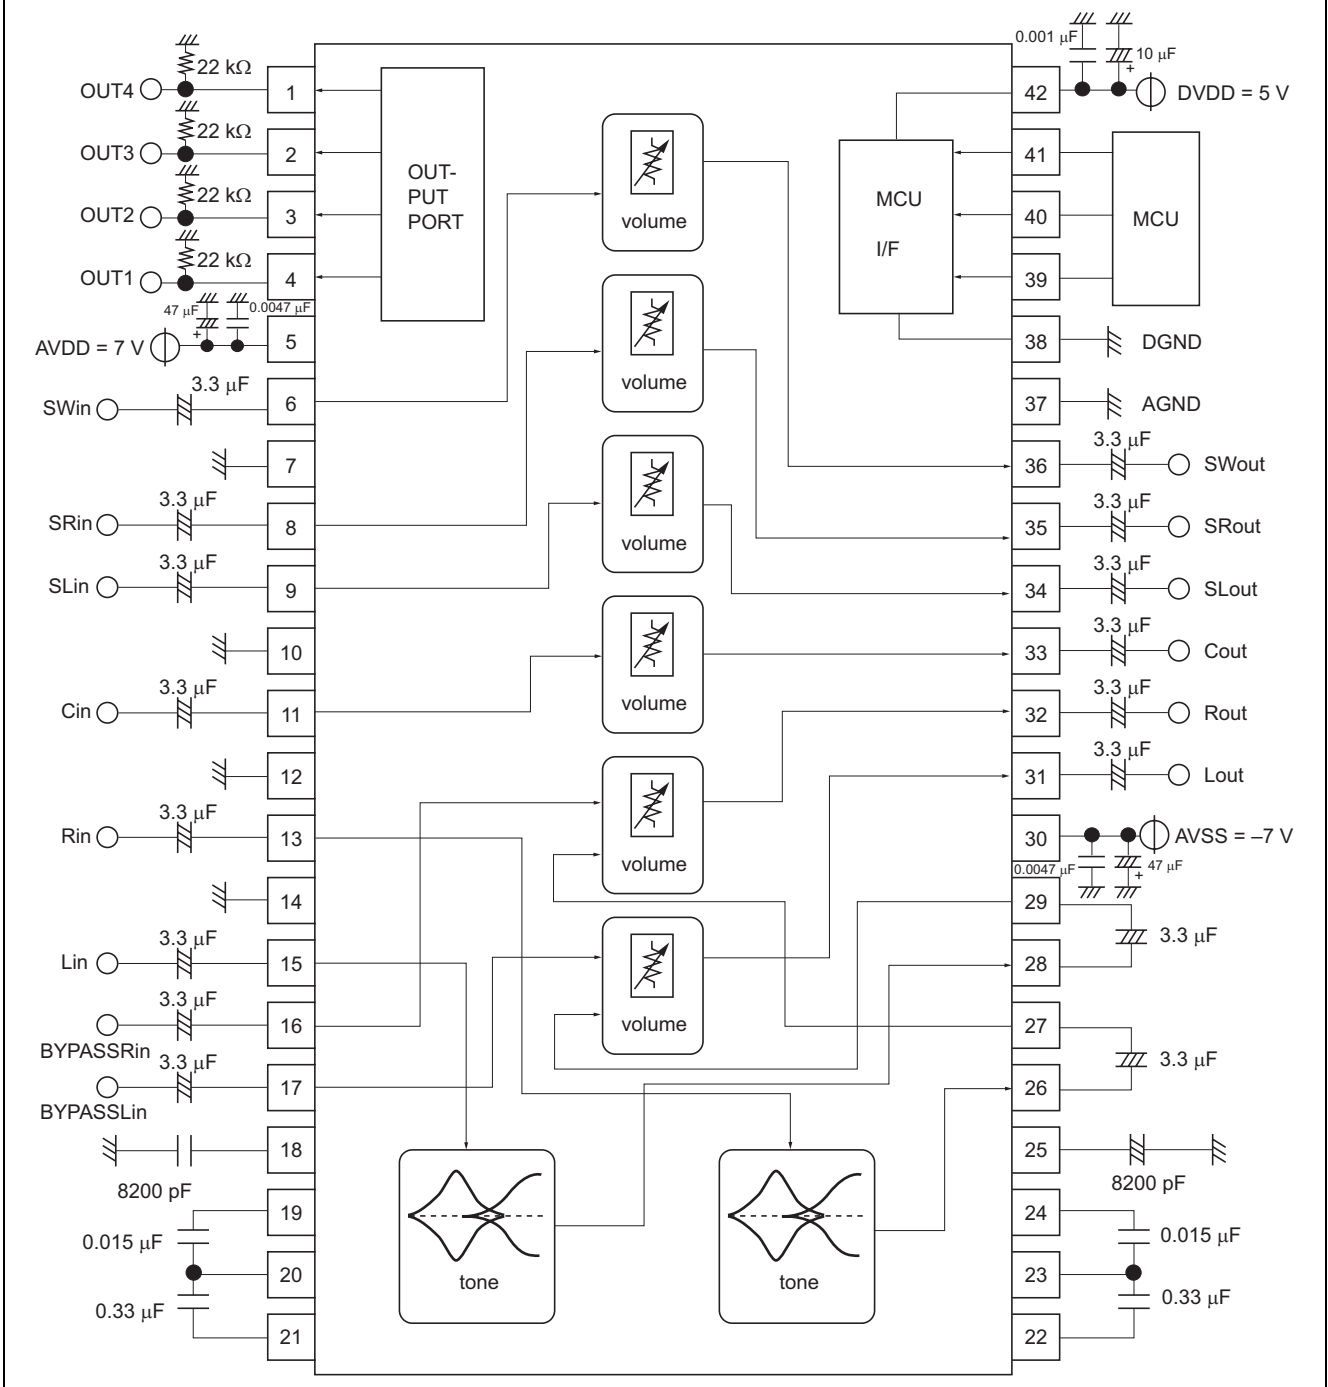 0.001 µF
10 µF
+
DVDD = 5 V
22 kΩ
OUT4
1
42
22 kΩ
OUT3
2
41
22 kΩ
OUT2
3
40
22 kΩ
OUT1
4
39
OUT-
PUT
PORT
MCU
I/F
MCU
volume
47 µF
+
0.0047 µF
AVDD = 7 V
5
38
DGND
3.3 µF
SWin
6
volume
37
AGND
7
3.3 µF
36
SWout
3.3 µF
SRin
8
3.3 µF
35
SRout
volume
3.3 µF
SLin
9
3.3 µF
34
SLout
10
3.3 µF
33
Cout
3.3 µF
Cin
11
volume
3.3 µF
32
Rout
12
3.3 µF
31
Lout
3.3 µF
Rin
13
30
AVSS = –7 V
volume
0.0047 µF
47 µF
+
14
29
3.3 µF
3.3 µF
Lin
15
28
3.3 µF
16
BYPASSRin
volume
27
3.3 µF
3.3 µF
17
BYPASSLin
26
18
8200 pF
25
8200 pF
19
0.015 µF
24
0.015 µF
20
0.33 µF
tone
tone
23
0.33 µF
21
22